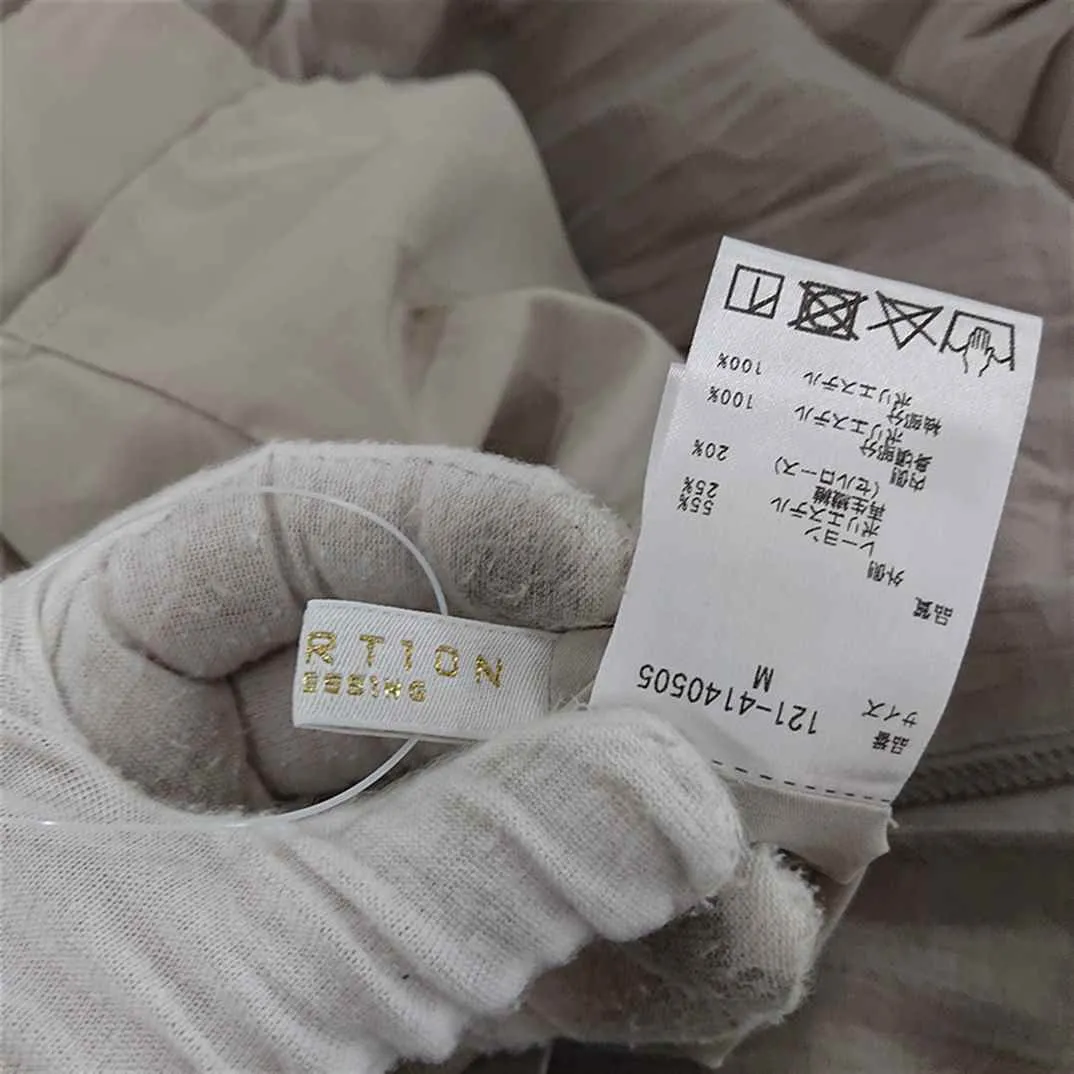 RTION
品番 121-4140505
サイズ M
品質
外側
レーヨン 55%
ポリエステル 25%
再生繊維
(セルロース) 20%
内側
身頃部分
ポリエステル 100%
袖部分
ポリエステル 100%